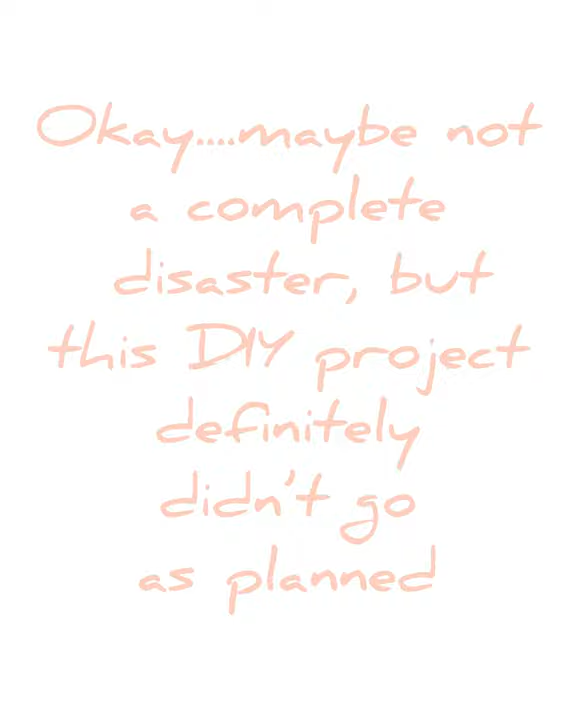 Okay....maybe not
a complete
disaster, but
this DIY project
definitely
didn't go
as planned